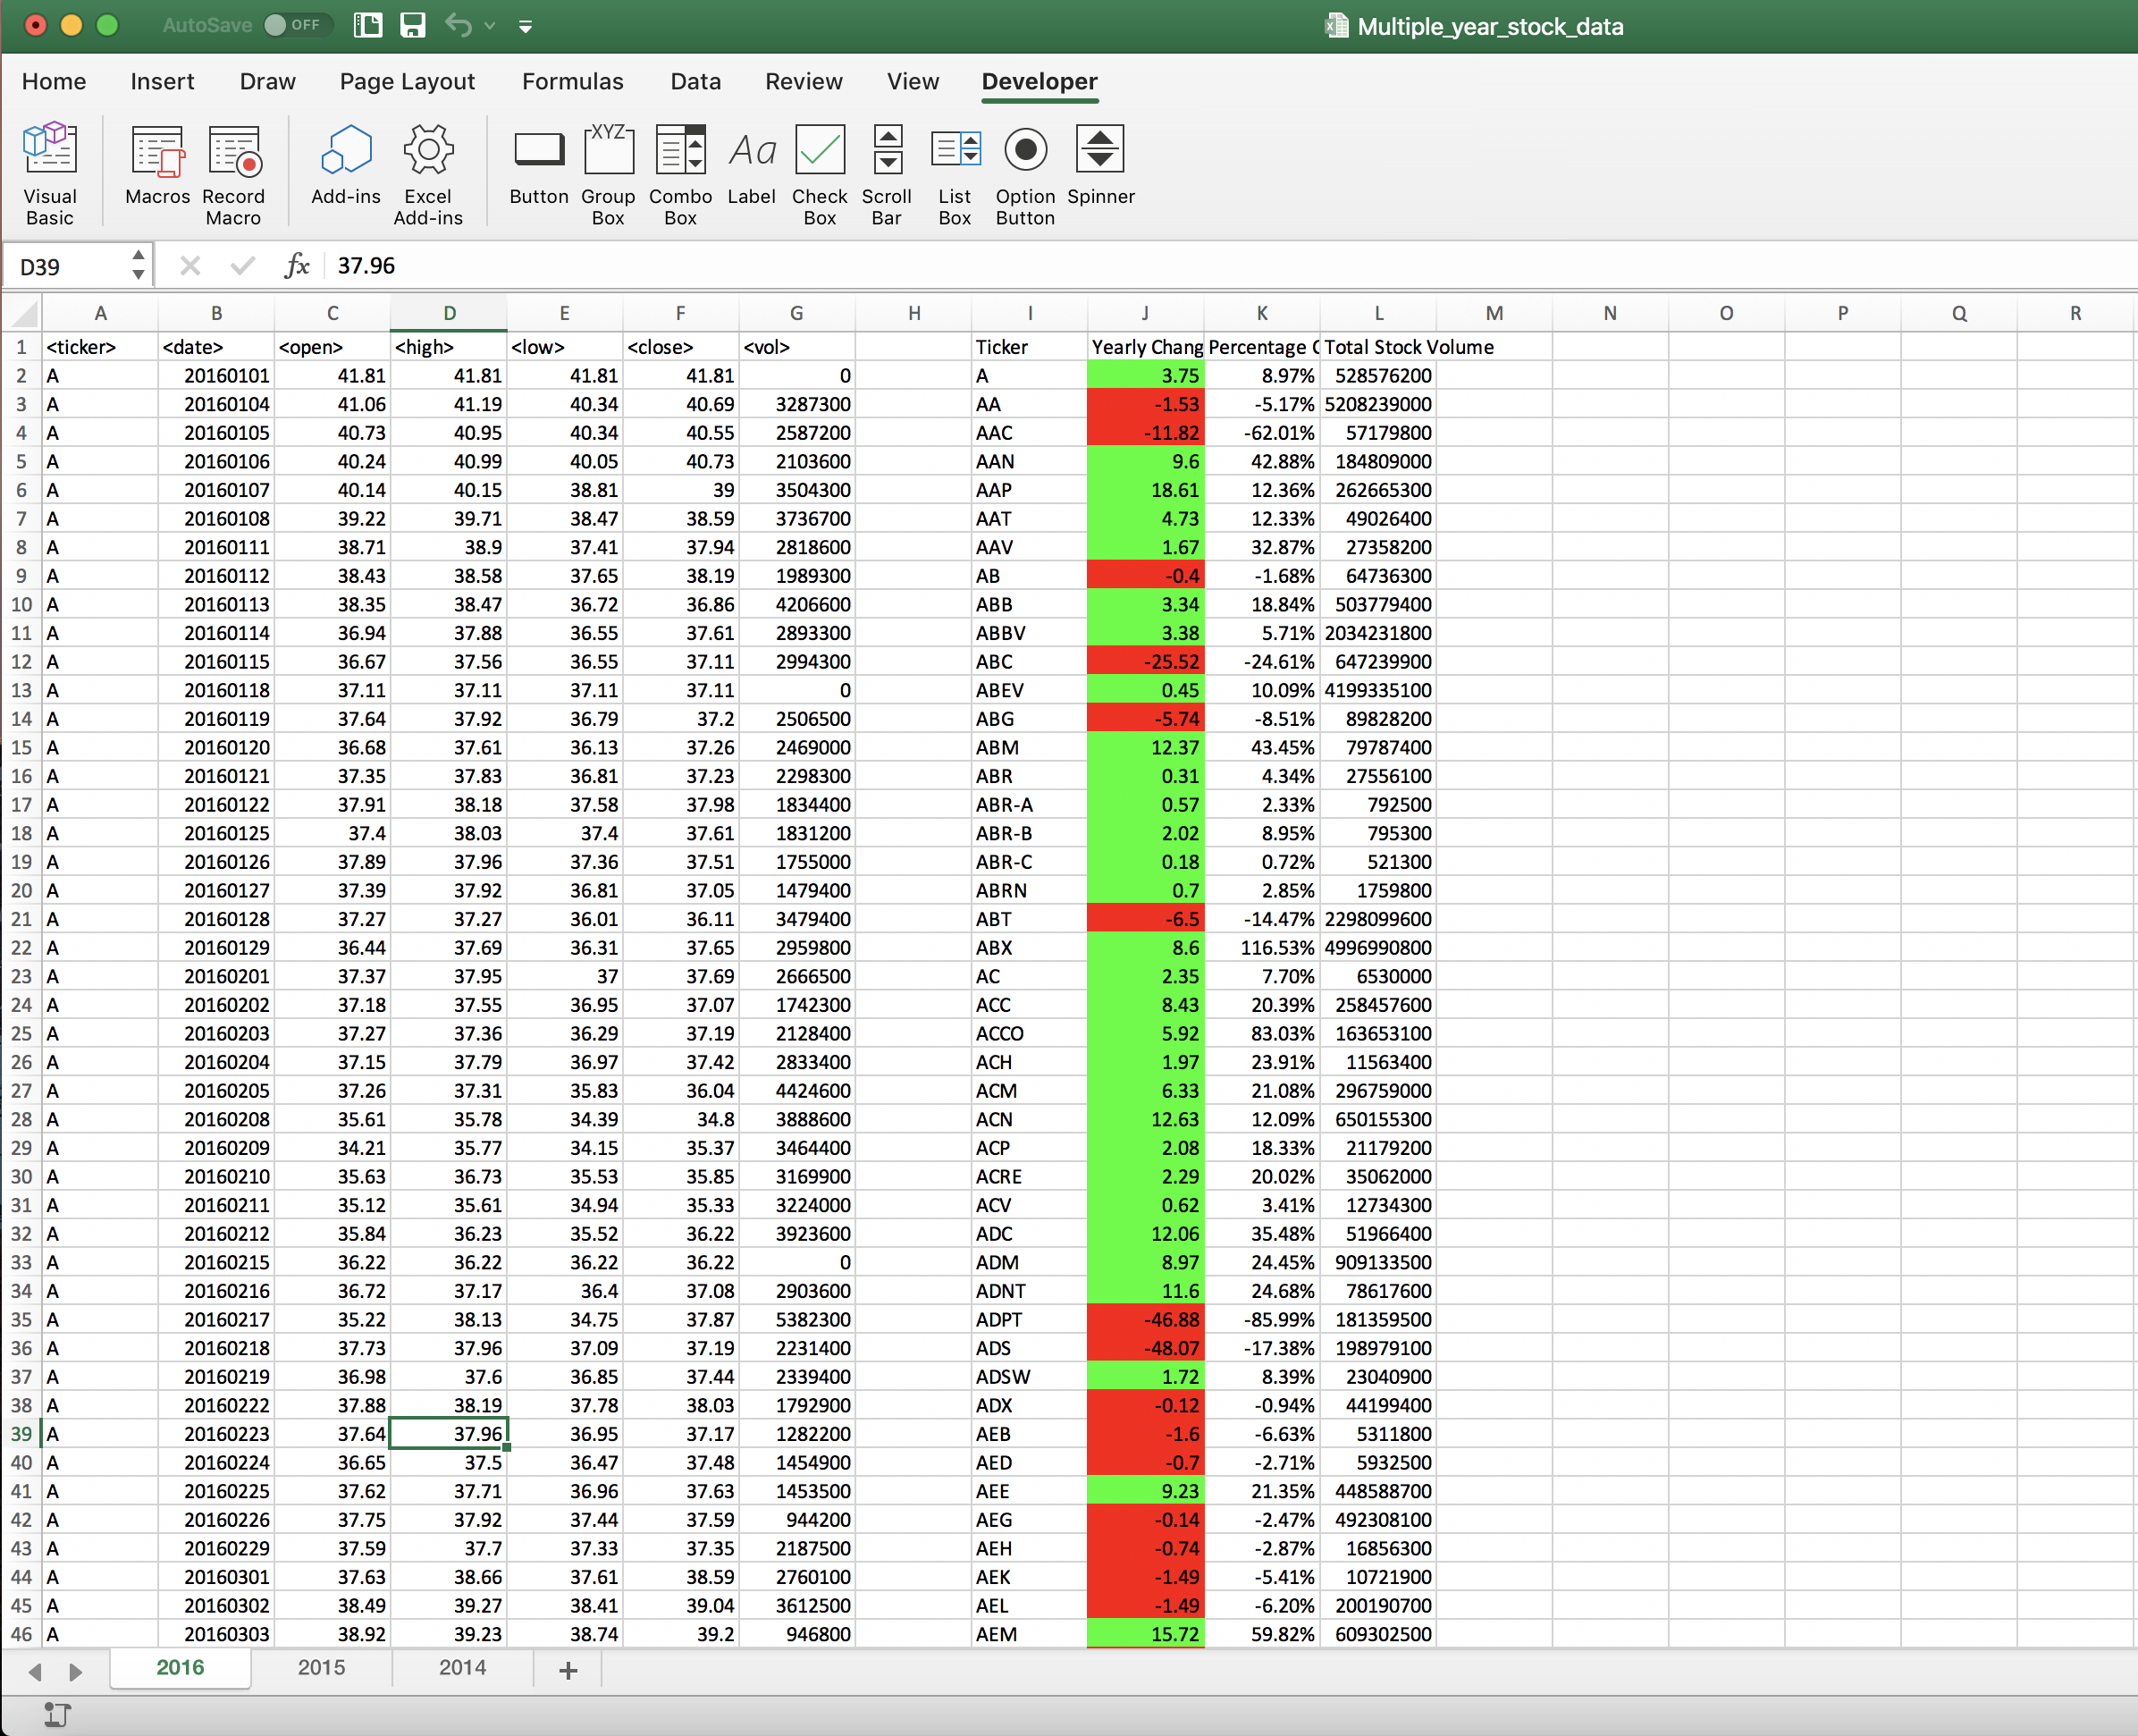 AutoSave OFF Multiple_year_stock_data
Home Insert Draw Page Layout Formulas Data Review View Developer
Visual Basic Macros Record Macro Add-ins Excel Add-ins Button Group Box XYZ Combo Box Aa Label Check Box Scroll Bar List Box Option Button Spinner
D39 fx 37.96
A B C D E F G H I J K L M N O P Q R
1 <ticker> <date> <open> <high> <low> <close> <vol> Ticker Yearly Chang Percentage C Total Stock Volume
2 A 20160101 41.81 41.81 41.81 41.81 0 A 3.75 8.97% 528576200
3 A 20160104 41.06 41.19 40.34 40.69 3287300 AA -1.53 -5.17% 5208239000
4 A 20160105 40.73 40.95 40.34 40.55 2587200 AAC -11.82 -62.01% 57179800
5 A 20160106 40.24 40.99 40.05 40.73 2103600 AAN 9.6 42.88% 184809000
6 A 20160107 40.14 40.15 38.81 39 3504300 AAP 18.61 12.36% 262665300
7 A 20160108 39.22 39.71 38.47 38.59 3736700 AAT 4.73 12.33% 49026400
8 A 20160111 38.71 38.9 37.41 37.94 2818600 AAV 1.67 32.87% 27358200
9 A 20160112 38.43 38.58 37.65 38.19 1989300 AB -0.4 -1.68% 64736300
10 A 20160113 38.35 38.47 36.72 36.86 4206600 ABB 3.34 18.84% 503779400
11 A 20160114 36.94 37.88 36.55 37.61 2893300 ABBV 3.38 5.71% 2034231800
12 A 20160115 36.67 37.56 36.55 37.11 2994300 ABC -25.52 -24.61% 647239900
13 A 20160118 37.11 37.11 37.11 37.11 0 ABEV 0.45 10.09% 4199335100
14 A 20160119 37.64 37.92 36.79 37.2 2506500 ABG -5.74 -8.51% 89828200
15 A 20160120 36.68 37.61 36.13 37.26 2469000 ABM 12.37 43.45% 79787400
16 A 20160121 37.35 37.83 36.81 37.23 2298300 ABR 0.31 4.34% 27556100
17 A 20160122 37.91 38.18 37.58 37.98 1834400 ABR-A 0.57 2.33% 792500
18 A 20160125 37.4 38.03 37.4 37.61 1831200 ABR-B 2.02 8.95% 795300
19 A 20160126 37.89 37.96 37.36 37.51 1755000 ABR-C 0.18 0.72% 521300
20 A 20160127 37.39 37.92 36.81 37.05 1479400 ABRN 0.7 2.85% 1759800
21 A 20160128 37.27 37.27 36.01 36.11 3479400 ABT -6.5 -14.47% 2298099600
22 A 20160129 36.44 37.69 36.31 37.65 2959800 ABX 8.6 116.53% 4996990800
23 A 20160201 37.37 37.95 37 37.69 2666500 AC 2.35 7.70% 6530000
24 A 20160202 37.18 37.55 36.95 37.07 1742300 ACC 8.43 20.39% 258457600
25 A 20160203 37.27 37.36 36.29 37.19 2128400 ACCO 5.92 83.03% 163653100
26 A 20160204 37.15 37.79 36.97 37.42 2833400 ACH 1.97 23.91% 11563400
27 A 20160205 37.26 37.31 35.83 36.04 4424600 ACM 6.33 21.08% 296759000
28 A 20160208 35.61 35.78 34.39 34.8 3888600 ACN 12.63 12.09% 650155300
29 A 20160209 34.21 35.77 34.15 35.37 3464400 ACP 2.08 18.33% 21179200
30 A 20160210 35.63 36.73 35.53 35.85 3169900 ACRE 2.29 20.02% 35062000
31 A 20160211 35.12 35.61 34.94 35.33 3224000 ACV 0.62 3.41% 12734300
32 A 20160212 35.84 36.23 35.52 36.22 3923600 ADC 12.06 35.48% 51966400
33 A 20160215 36.22 36.22 36.22 36.22 0 ADM 8.97 24.45% 909133500
34 A 20160216 36.72 37.17 36.4 37.08 2903600 ADNT 11.6 24.68% 78617600
35 A 20160217 35.22 38.13 34.75 37.87 5382300 ADPT -46.88 -85.99% 181359500
36 A 20160218 37.73 37.96 37.09 37.19 2231400 ADS -48.07 -17.38% 198979100
37 A 20160219 36.98 37.6 36.85 37.44 2339400 ADSW 1.72 8.39% 23040900
38 A 20160222 37.88 38.19 37.78 38.03 1792900 ADX -0.12 -0.94% 44199400
39 A 20160223 37.64 37.96 36.95 37.17 1282200 AEB -1.6 -6.63% 5311800
40 A 20160224 36.65 37.5 36.47 37.48 1454900 AED -0.7 -2.71% 5932500
41 A 20160225 37.62 37.71 36.96 37.63 1453500 AEE 9.23 21.35% 448588700
42 A 20160226 37.75 37.92 37.44 37.59 944200 AEG -0.14 -2.47% 492308100
43 A 20160229 37.59 37.7 37.33 37.35 2187500 AEH -0.74 -2.87% 16856300
44 A 20160301 37.63 38.66 37.61 38.59 2760100 AEK -1.49 -5.41% 10721900
45 A 20160302 38.49 39.27 38.41 39.04 3612500 AEL -1.49 -6.20% 200190700
46 A 20160303 38.92 39.23 38.74 39.2 946800 AEM 15.72 59.82% 609302500
2016 2015 2014 +